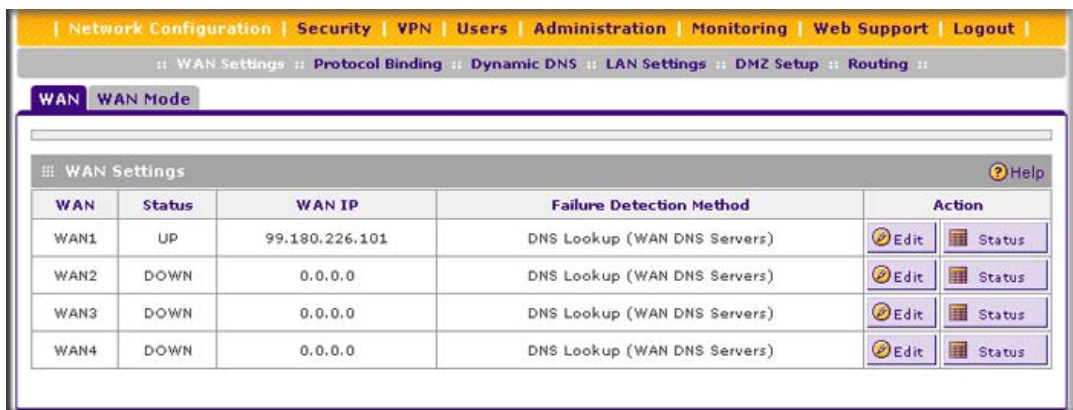 | Network Configuration | Security | VPN | Users | Administration | Monitoring | Web Support | Logout |
:: WAN Settings :: Protocol Binding :: Dynamic DNS :: LAN Settings :: DMZ Setup :: Routing ::
WAN WAN Mode
WAN Settings ? Help
WAN Status WAN IP Failure Detection Method Action
WAN1 UP 99.180.226.101 DNS Lookup (WAN DNS Servers) Edit Status
WAN2 DOWN 0.0.0.0 DNS Lookup (WAN DNS Servers) Edit Status
WAN3 DOWN 0.0.0.0 DNS Lookup (WAN DNS Servers) Edit Status
WAN4 DOWN 0.0.0.0 DNS Lookup (WAN DNS Servers) Edit Status